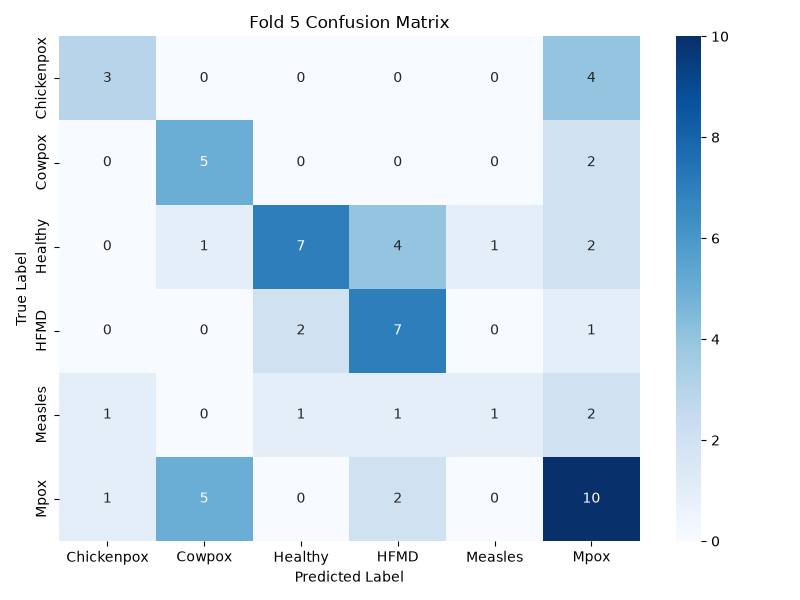 Fold 5 Confusion Matrix
True Label
Chickenpox 3 0 0 0 0 4
Cowpox 0 5 0 0 0 2
Healthy 0 1 7 4 1 2
HFMD 0 0 2 7 0 1
Measles 1 0 1 1 1 2
Mpox 1 5 0 2 0 10
Chickenpox Cowpox Healthy HFMD Measles Mpox
Predicted Label
10
8
6
4
2
0